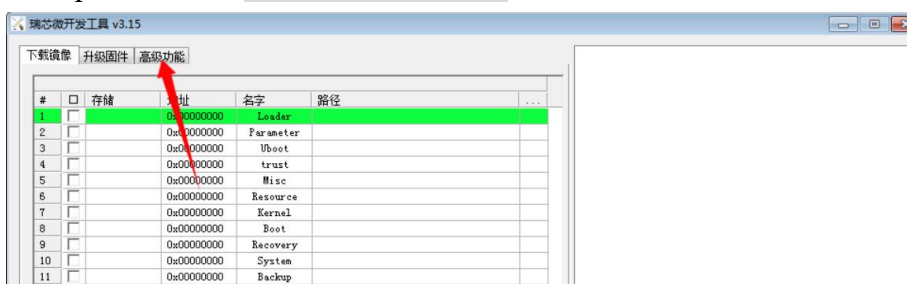 瑞芯微开发工具 v3.15
下载镜像 升级固件 高级功能
# 存储 地址 名字 路径 ...
1 0x00000000 Loader
2 0x00000000 Parameter
3 0x00000000 Uboot
4 0x00000000 trust
5 0x00000000 Misc
6 0x00000000 Resource
7 0x00000000 Kernel
8 0x00000000 Boot
9 0x00000000 Recovery
10 0x00000000 System
11 0x00000000 Backup